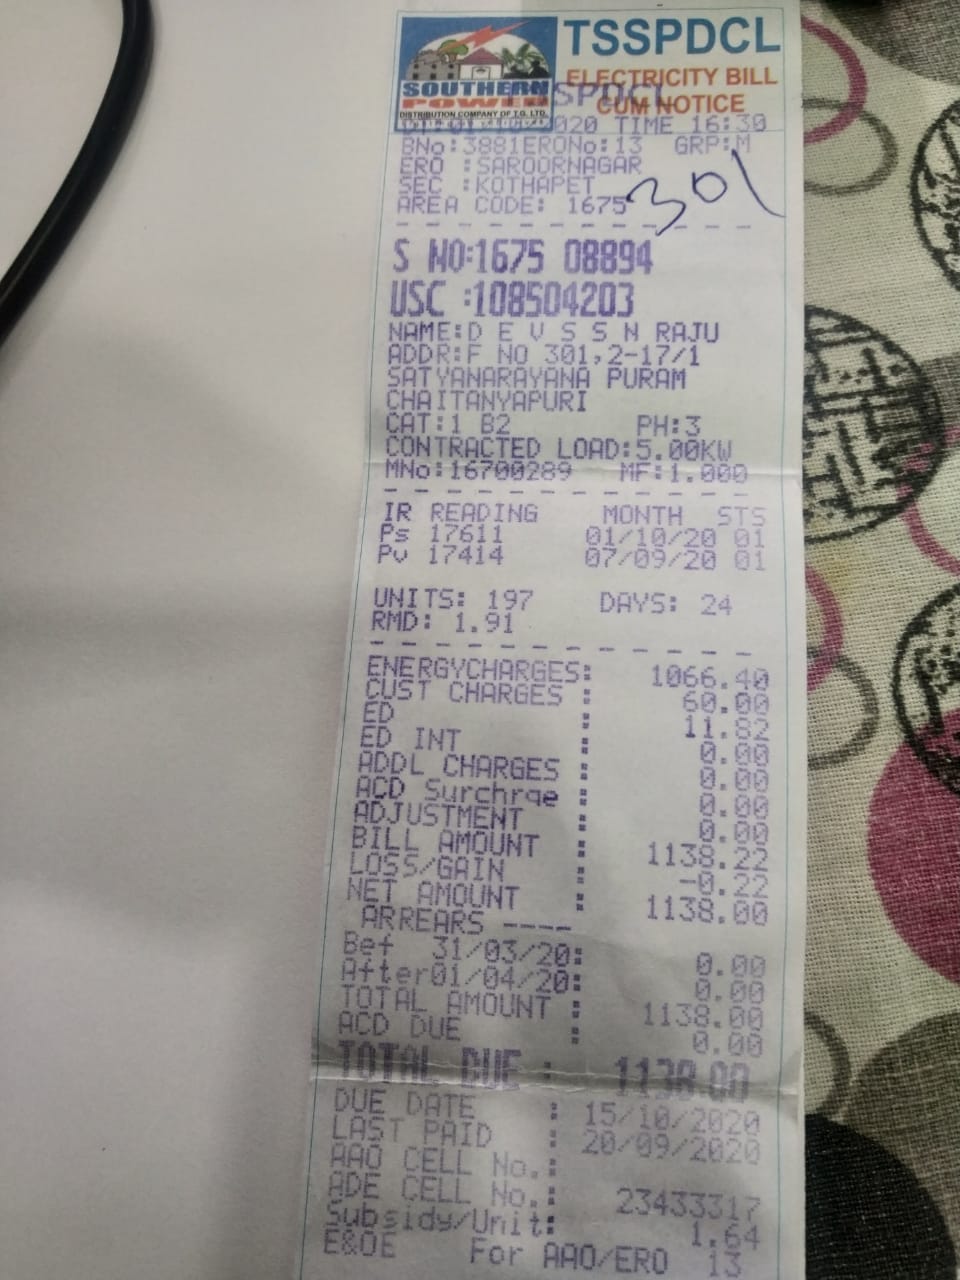 TSSPDCL
ELECTRICITY BILL
CUM NOTICE
SOUTHERN
POWER
DISTRIBUTION COMPANY OF T.G. LTD.
TSSPDCL
2020 TIME 16:30
BNo:3881ERONo:13 GRP:M
ERO :SAROORNAGAR
SEC :KOTHAPET
AREA CODE: 1675
301
S NO:1675 08894
USC :108504203
NAME:D E V S S N RAJU
ADDR:F NO 301,2-17/1
SATYANARAYANA PURAM
CHAITANYAPURI
CAT:1 B2 PH:3
CONTRACTED LOAD:5.00KW
MNo:16700289 MF:1.000
IR READING MONTH STS
Ps 17611 01/10/20 01
Pv 17414 07/09/20 01
UNITS: 197 DAYS: 24
RMD: 1.91
ENERGYCHARGES: 1066.40
CUST CHARGES : 60.00
ED : 11.82
ED INT : 0.00
ADDL CHARGES : 0.00
ACD Surchrge : 0.00
ADJUSTMENT : 0.00
BILL AMOUNT : 1138.22
LOSS/GAIN : -0.22
NET AMOUNT : 1138.00
ARREARS ----
Bef 31/03/20: 0.00
After01/04/20: 0.00
TOTAL AMOUNT : 1138.00
ACD DUE : 0.00
TOTAL DUE : 1138.00
DUE DATE : 15/10/2020
LAST PAID : 20/09/2020
AAO CELL No.:
ADE CELL No.: 23433317
Subsidy/Unit: 1.64
E&OE For AAO/ERO 13